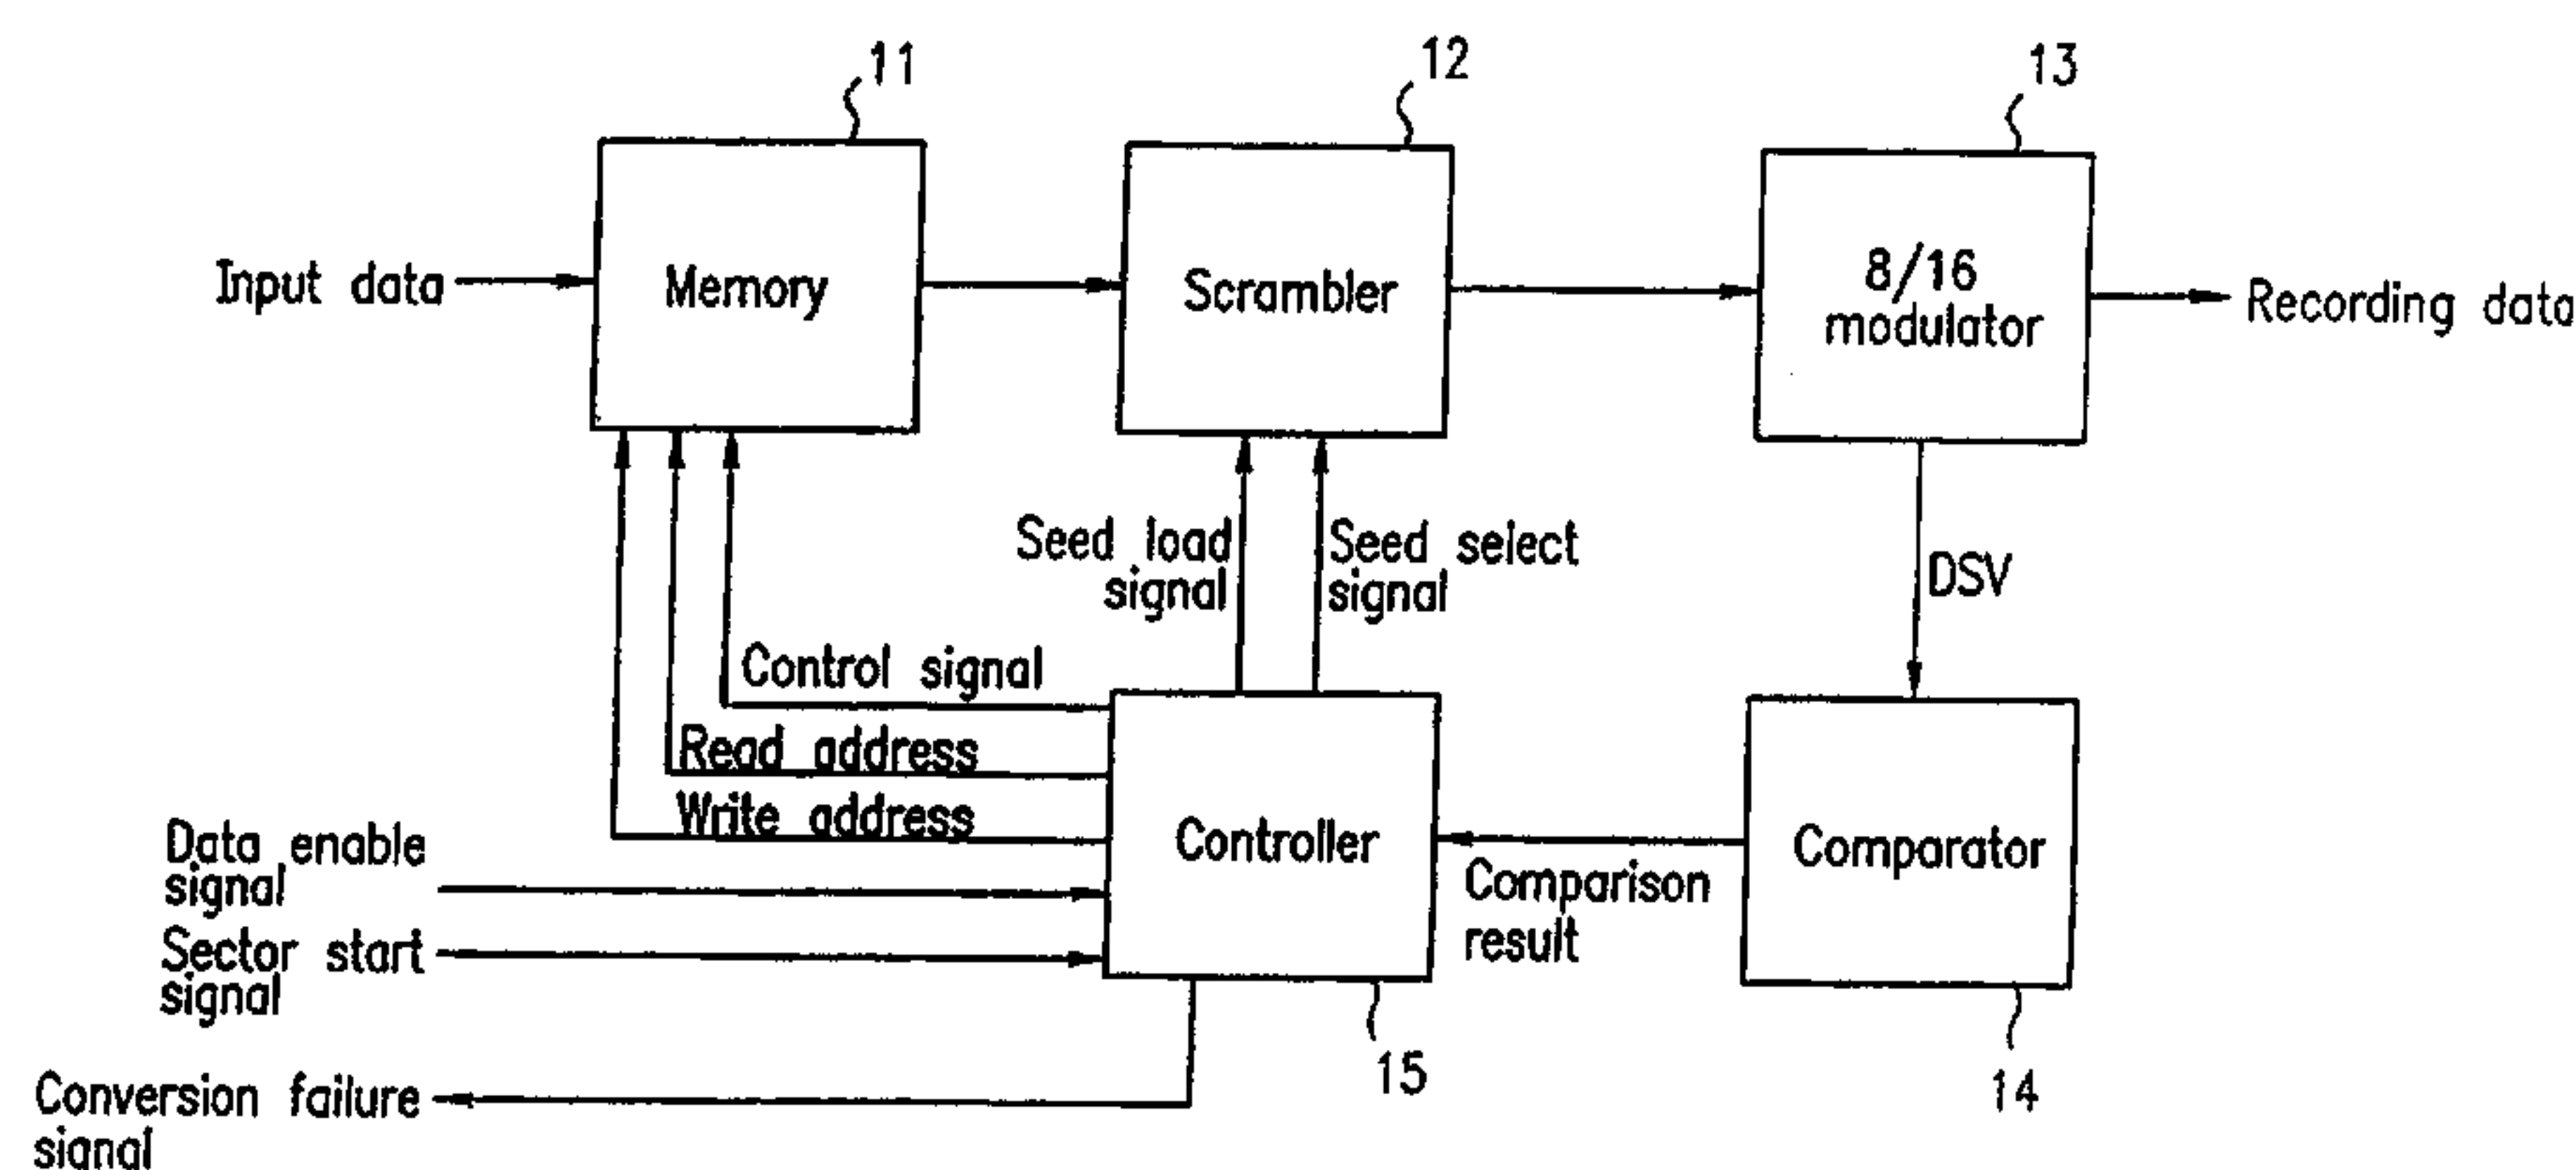 11
12
13
Input data
Memory
Scrambler
8/16
modulator
Recording data
Seed load
signal
Seed select
signal
DSV
Control signal
Read address
Write address
Data enable
signal
Sector start
signal
Controller
Comparison
result
Comparator
15
14
Conversion failure
signal